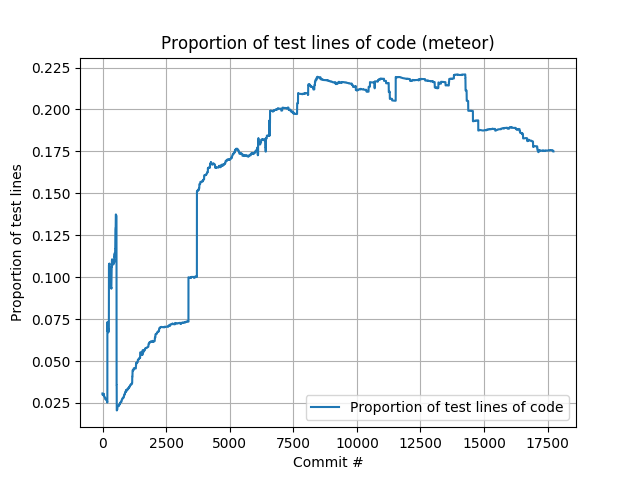 Proportion of test lines of code (meteor)
0.225
0.200
0.175
0.150
0.125
0.100
0.075
0.050
0.025
Proportion of test lines
Proportion of test lines of code
0 2500 5000 7500 10000 12500 15000 17500
Commit #